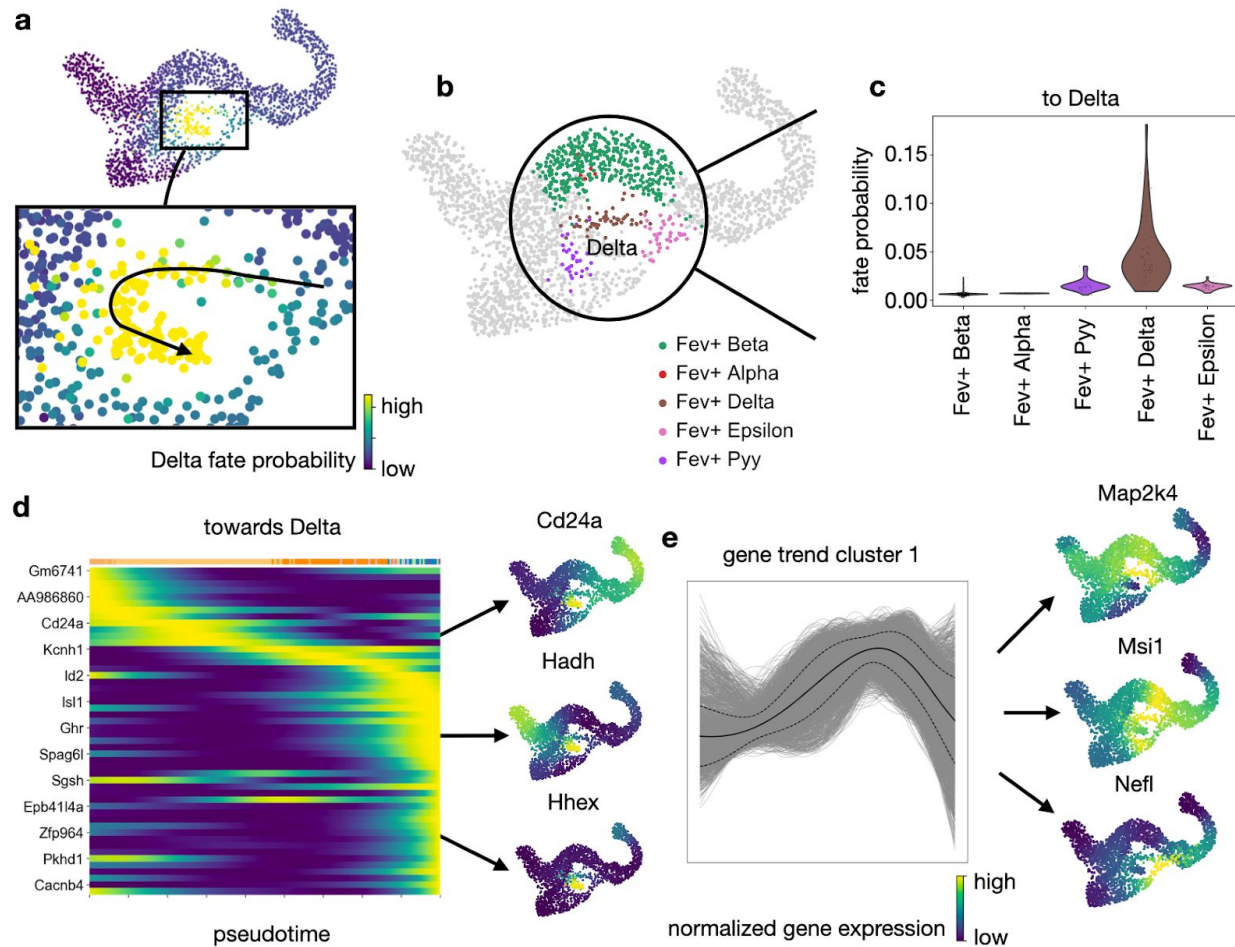 a
high
low
Delta fate probability
b
Delta
Fev+ Beta
Fev+ Alpha
Fev+ Delta
Fev+ Epsilon
Fev+ Pyy
c
to Delta
fate probability
0.15
0.10
0.05
0.00
Fev+ Beta
Fev+ Alpha
Fev+ Pyy
Fev+ Delta
Fev+ Epsilon
d
towards Delta
Gm6741
AA986860
Cd24a
Kcnh1
Id2
Isl1
Ghr
Spag6l
Sgsh
Epb41l4a
Zfp964
Pkhd1
Cacnb4
pseudotime
Cd24a
Hadh
Hhex
e
gene trend cluster 1
Map2k4
Msi1
Nefl
high
low
normalized gene expression